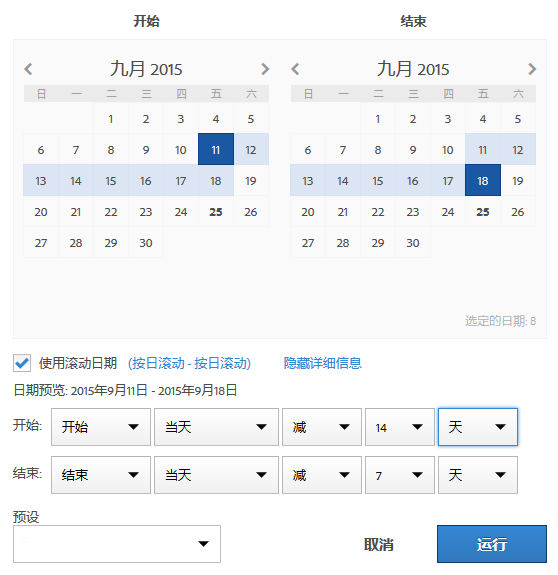 开始
结束
九月 2015
日 一 二 三 四 五 六
1 2 3 4 5
6 7 8 9 10 11 12
13 14 15 16 17 18 19
20 21 22 23 24 25 26
27 28 29 30
九月 2015
日 一 二 三 四 五 六
1 2 3 4 5
6 7 8 9 10 11 12
13 14 15 16 17 18 19
20 21 22 23 24 25 26
27 28 29 30
选定的日期: 8
使用滚动日期 (按日滚动 - 按日滚动) 隐藏详细信息
日期预览: 2015年9月11日 - 2015年9月18日
开始: 开始 当天 减 14 天
结束: 结束 当天 减 7 天
预设
取消 运行